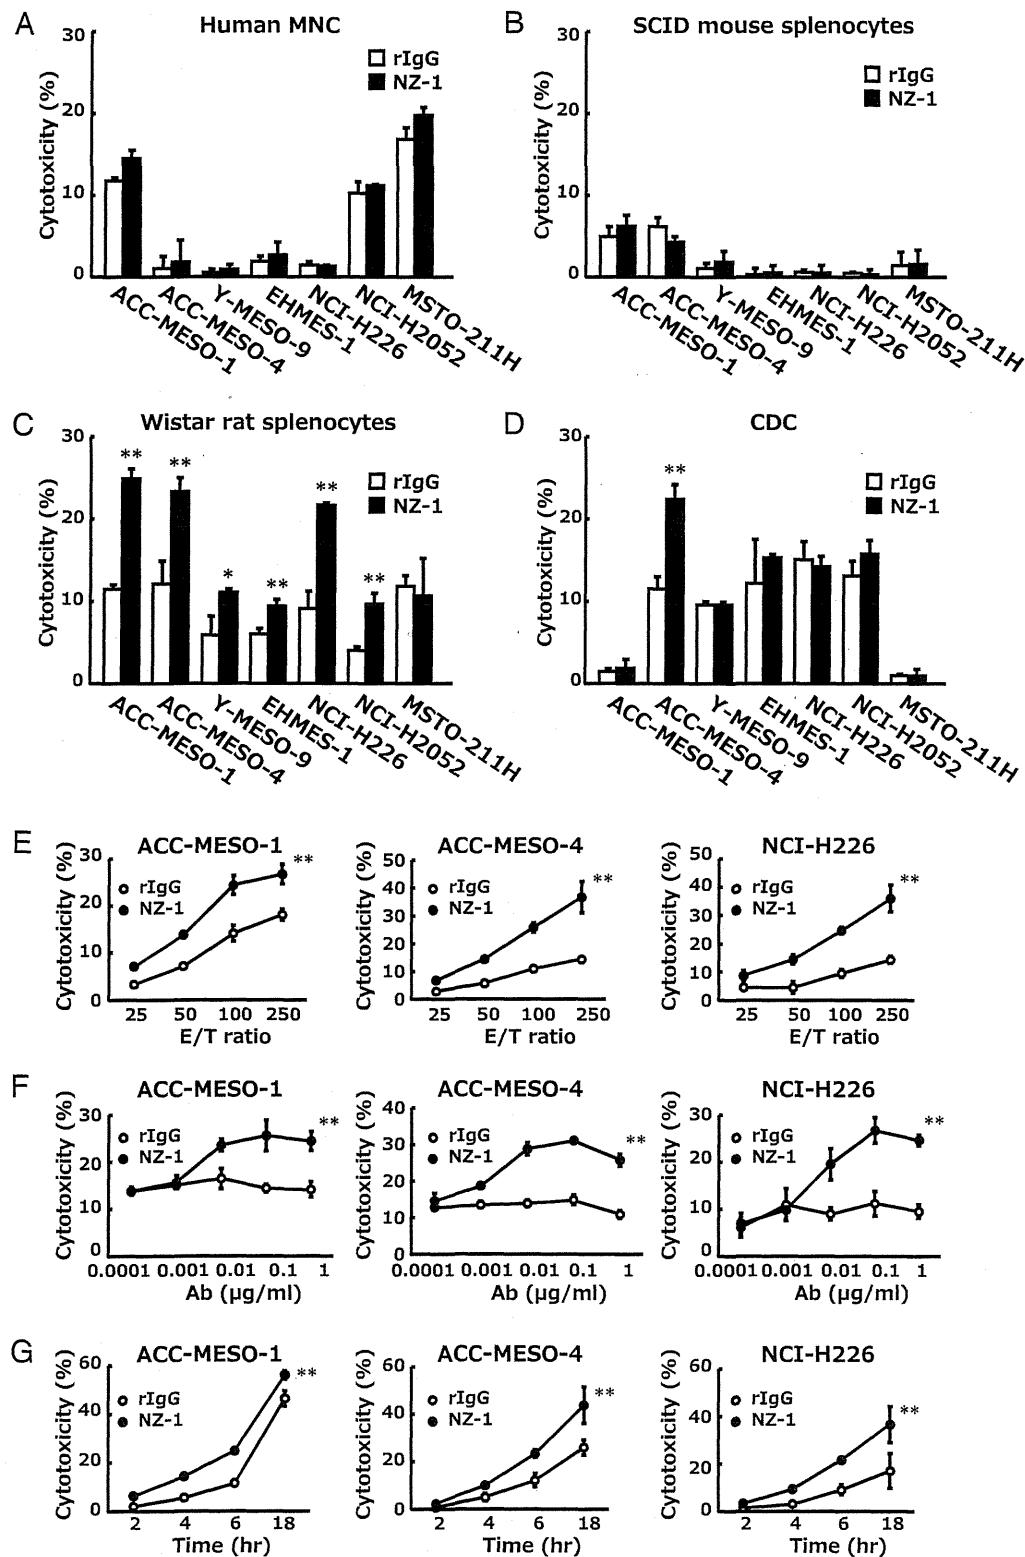 A
Human MNC
Cytotoxicity (%)
30
20
10
0
rIgG
NZ-1
ACC-MESO-1
ACC-MESO-4
Y-MESO-9
EHMES-1
NCI-H226
NCI-H2052
MSTO-211H
B
SCID mouse splenocytes
Cytotoxicity (%)
30
20
10
0
rIgG
NZ-1
ACC-MESO-1
ACC-MESO-4
Y-MESO-9
EHMES-1
NCI-H226
NCI-H2052
MSTO-211H
C
Wistar rat splenocytes
Cytotoxicity (%)
30
20
10
0
** ** * ** ** **
rIgG
NZ-1
ACC-MESO-1
ACC-MESO-4
Y-MESO-9
EHMES-1
NCI-H226
NCI-H2052
MSTO-211H
D
CDC
Cytotoxicity (%)
30
20
10
0
**
rIgG
NZ-1
ACC-MESO-1
ACC-MESO-4
Y-MESO-9
EHMES-1
NCI-H226
NCI-H2052
MSTO-211H
E
ACC-MESO-1
Cytotoxicity (%)
30
20
10
0
rIgG
NZ-1
**
25 50 100 250
E/T ratio
ACC-MESO-4
Cytotoxicity (%)
50
40
30
20
10
0
rIgG
NZ-1
**
25 50 100 250
E/T ratio
NCI-H226
Cytotoxicity (%)
50
40
30
20
10
0
rIgG
NZ-1
**
25 50 100 250
E/T ratio
F
ACC-MESO-1
Cytotoxicity (%)
30
20
10
0
rIgG
NZ-1
**
0.0001 0.001 0.01 0.1 1
Ab (μg/ml)
ACC-MESO-4
Cytotoxicity (%)
40
30
20
10
0
rIgG
NZ-1
**
0.0001 0.001 0.01 0.1 1
Ab (μg/ml)
NCI-H226
Cytotoxicity (%)
30
20
10
0
rIgG
NZ-1
**
0.0001 0.001 0.01 0.1 1
Ab (μg/ml)
G
ACC-MESO-1
Cytotoxicity (%)
60
40
20
0
rIgG
NZ-1
**
2 4 6 18
Time (hr)
ACC-MESO-4
Cytotoxicity (%)
60
40
20
0
rIgG
NZ-1
**
2 4 6 18
Time (hr)
NCI-H226
Cytotoxicity (%)
60
40
20
0
rIgG
NZ-1
**
2 4 6 18
Time (hr)